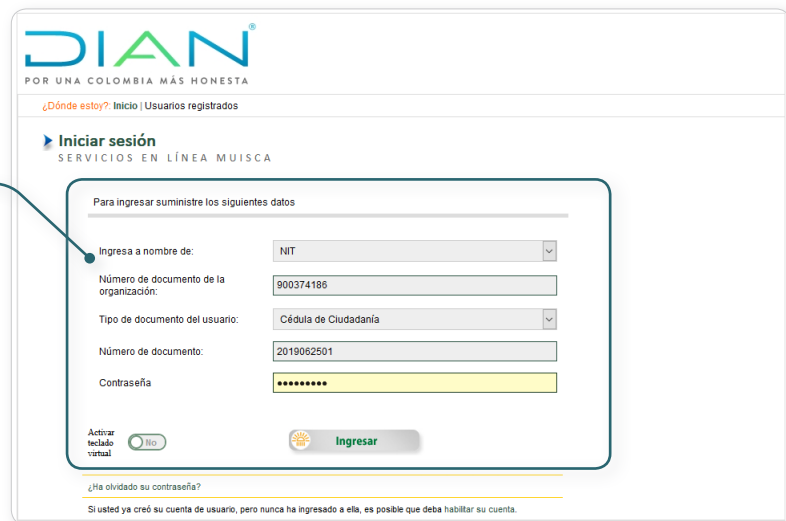 DIAN®
POR UNA COLOMBIA MÁS HONESTA
¿Dónde estoy?: Inicio | Usuarios registrados
Iniciar sesión
SERVICIOS EN LÍNEA MUISCA
Para ingresar suministre los siguientes datos
Ingresa a nombre de: NIT
Número de documento de la
organización: 900374186
Tipo de documento del usuario: Cédula de Ciudadanía
Número de documento: 2019062501
Contraseña •••••••••
Activar
teclado
virtual
No
Ingresar
¿Ha olvidado su contraseña?
Si usted ya creó su cuenta de usuario, pero nunca ha ingresado a ella, es posible que deba habilitar su cuenta.